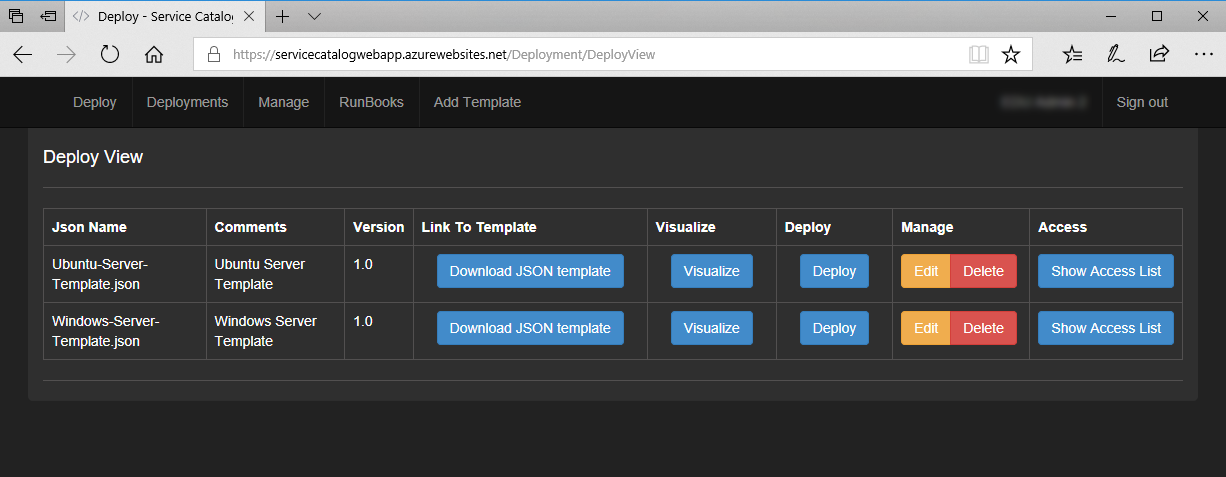 Deploy - Service Catalog
https://servicecatalogwebapp.azurewebsites.net/Deployment/DeployView
Deploy Deployments Manage RunBooks Add Template Sign out
Deploy View
Json Name Comments Version Link To Template Visualize Deploy Manage Access
Ubuntu-Server- Ubuntu Server 1.0 Download JSON template Visualize Deploy Edit Delete Show Access List
Template.json Template
Windows-Server- Windows Server 1.0 Download JSON template Visualize Deploy Edit Delete Show Access List
Template.json Template